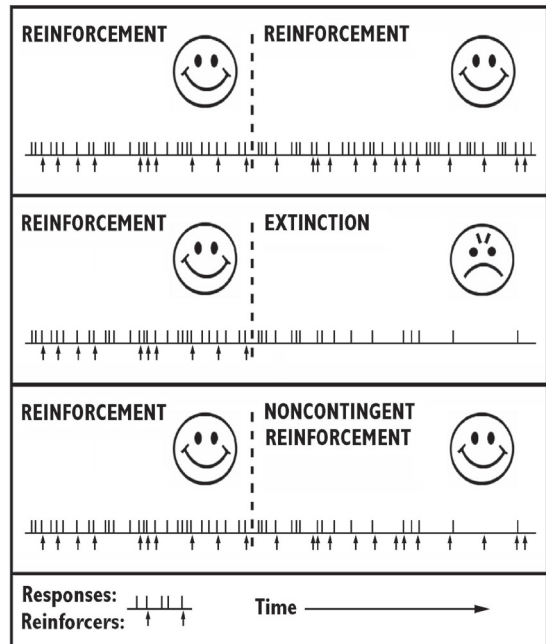 REINFORCEMENT
REINFORCEMENT
REINFORCEMENT
EXTINCTION
REINFORCEMENT
NONCONTINGENT
REINFORCEMENT
Responses:
Reinforcers:
Time